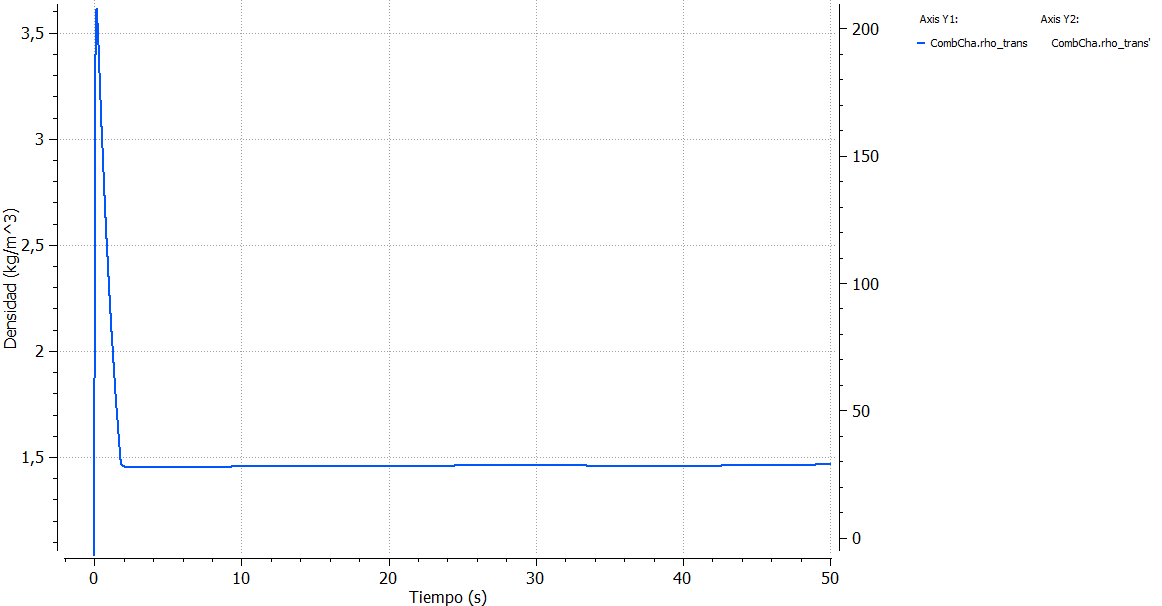 Axis Y1:
Axis Y2:
CombCha.rho_trans
CombCha.rho_trans'
Densidad (kg/m^3)
3,5
3
2,5
2
1,5
200
150
100
50
0
0
10
20
30
40
50
Tiempo (s)